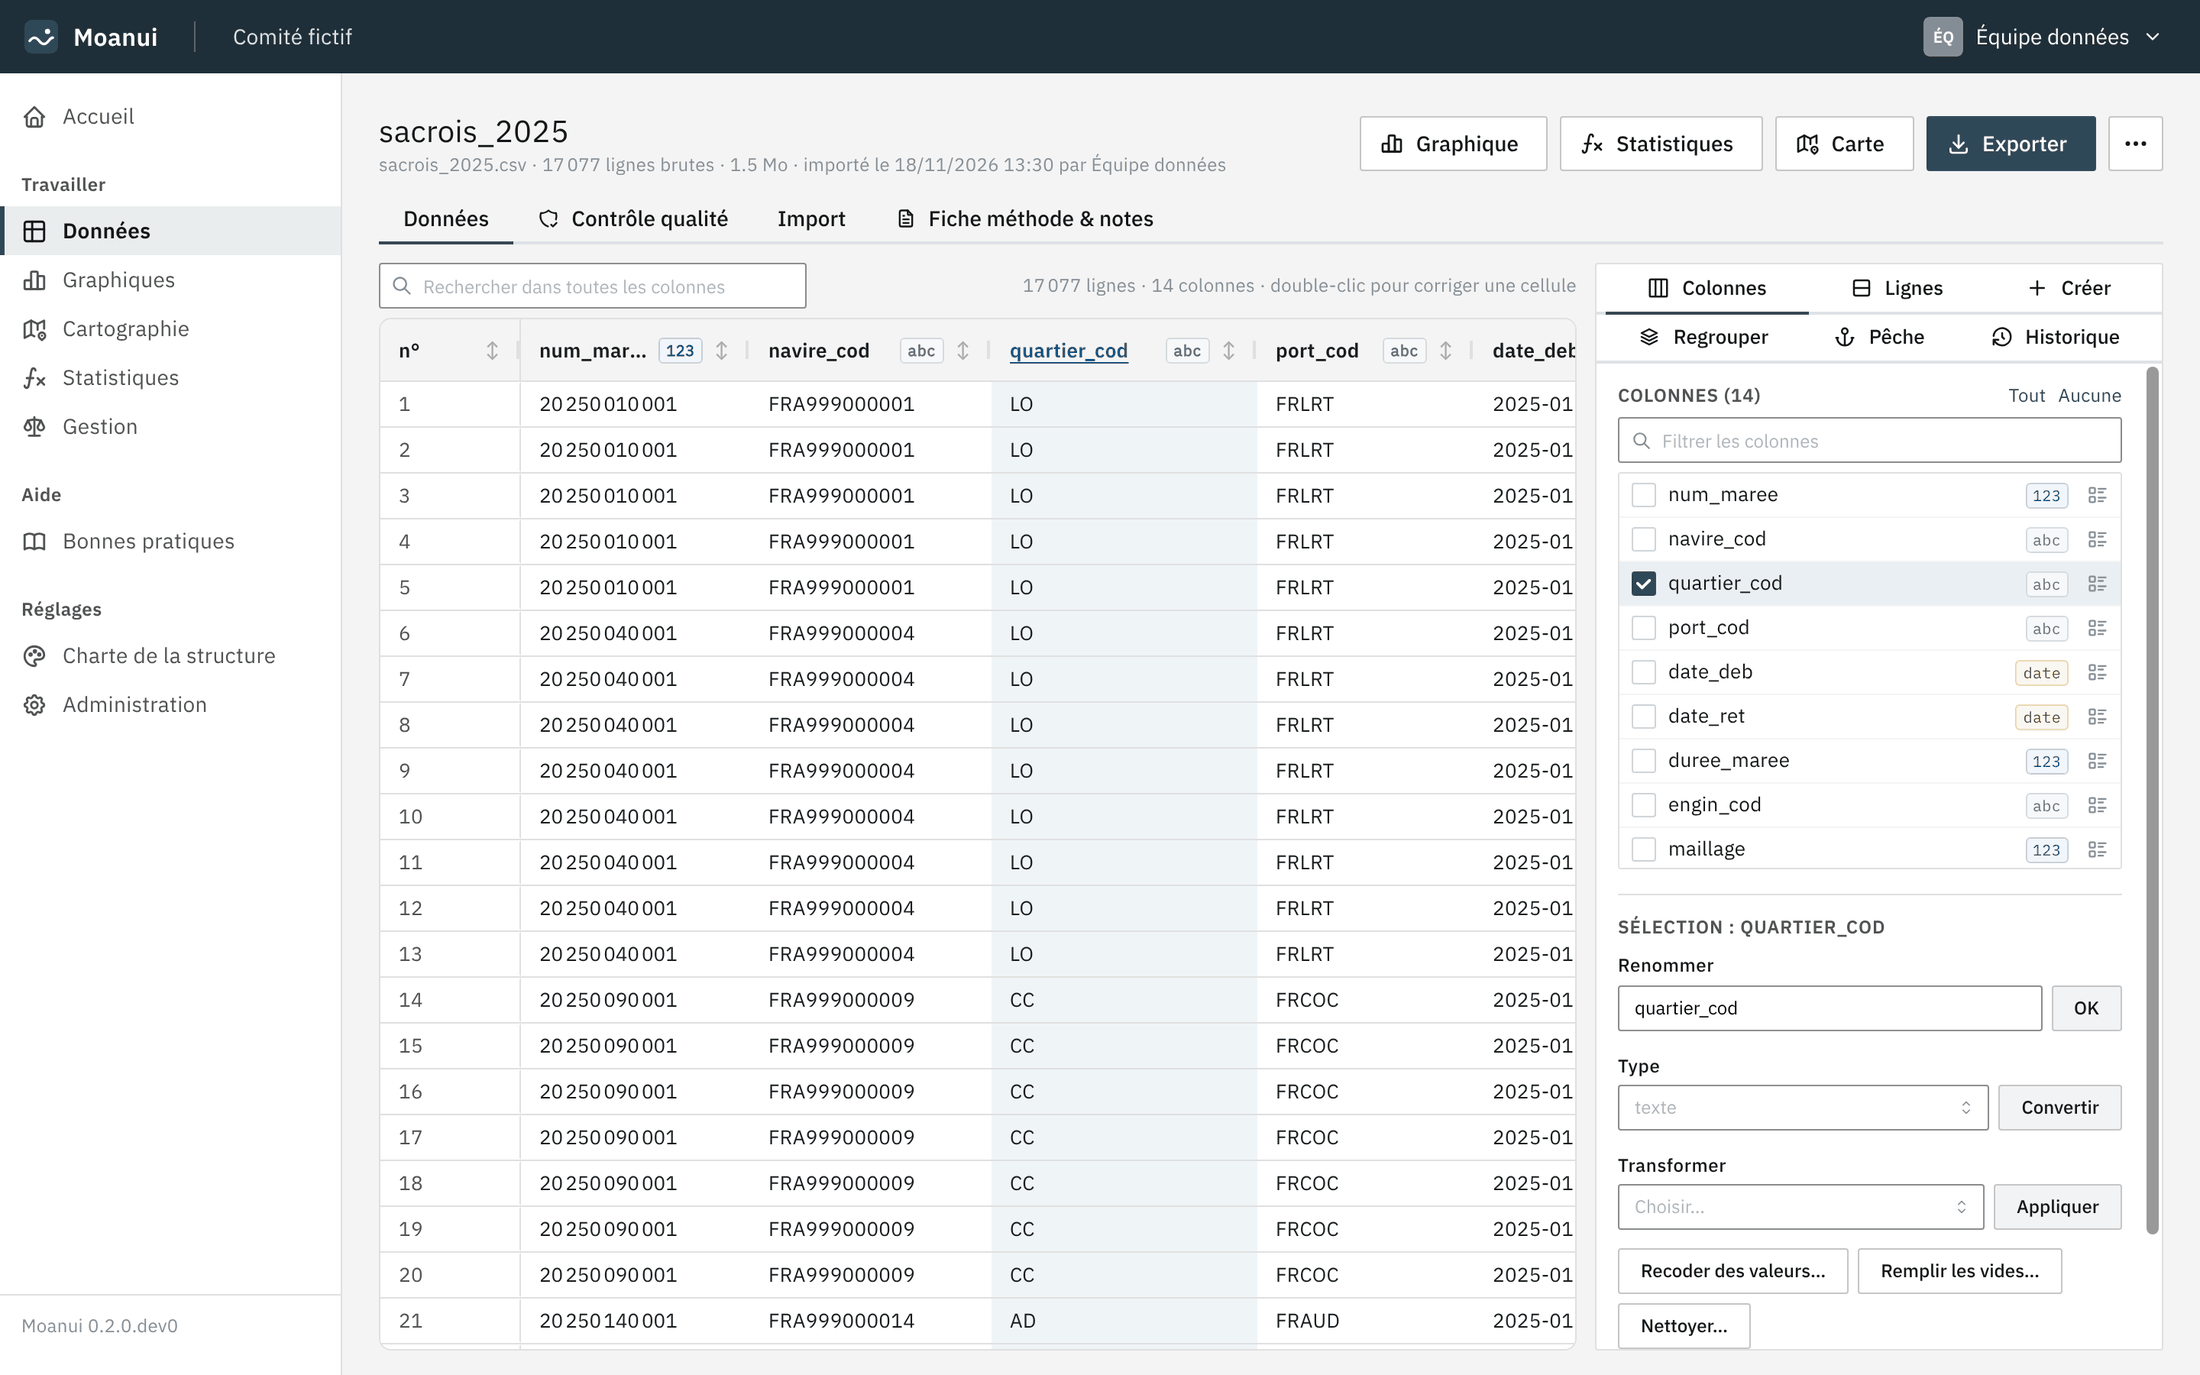 Moanui
Comité fictif
ÉQ
Équipe données
Accueil
Travailler
Données
Graphiques
Cartographie
Statistiques
Gestion
Aide
Bonnes pratiques
Réglages
Charte de la structure
Administration
Moanui 0.2.0.dev0
sacrois_2025
sacrois_2025.csv · 17 077 lignes brutes · 1.5 Mo · importé le 18/11/2026 13:30 par Équipe données
Graphique
Statistiques
Carte
Exporter
Données
Contrôle qualité
Import
Fiche méthode & notes
Rechercher dans toutes les colonnes
17 077 lignes · 14 colonnes · double-clic pour corriger une cellule
n° num_mar... 123 navire_cod abc quartier_cod abc port_cod abc date_deb
1 20 250 010 001 FRA999000001 LO FRLRT 2025-01
2 20 250 010 001 FRA999000001 LO FRLRT 2025-01
3 20 250 010 001 FRA999000001 LO FRLRT 2025-01
4 20 250 010 001 FRA999000001 LO FRLRT 2025-01
5 20 250 010 001 FRA999000001 LO FRLRT 2025-01
6 20 250 040 001 FRA999000004 LO FRLRT 2025-01
7 20 250 040 001 FRA999000004 LO FRLRT 2025-01
8 20 250 040 001 FRA999000004 LO FRLRT 2025-01
9 20 250 040 001 FRA999000004 LO FRLRT 2025-01
10 20 250 040 001 FRA999000004 LO FRLRT 2025-01
11 20 250 040 001 FRA999000004 LO FRLRT 2025-01
12 20 250 040 001 FRA999000004 LO FRLRT 2025-01
13 20 250 040 001 FRA999000004 LO FRLRT 2025-01
14 20 250 090 001 FRA999000009 CC FRCOC 2025-01
15 20 250 090 001 FRA999000009 CC FRCOC 2025-01
16 20 250 090 001 FRA999000009 CC FRCOC 2025-01
17 20 250 090 001 FRA999000009 CC FRCOC 2025-01
18 20 250 090 001 FRA999000009 CC FRCOC 2025-01
19 20 250 090 001 FRA999000009 CC FRCOC 2025-01
20 20 250 090 001 FRA999000009 CC FRCOC 2025-01
21 20 250 140 001 FRA999000014 AD FRAUD 2025-01
Colonnes
Lignes
Créer
Regrouper
Pêche
Historique
COLONNES (14)
Tout Aucune
Filtrer les colonnes
num_maree 123
navire_cod abc
quartier_cod abc
port_cod abc
date_deb date
date_ret date
duree_maree 123
engin_cod abc
maillage 123
SÉLECTION : QUARTIER_COD
Renommer
quartier_cod
OK
Type
texte
Convertir
Transformer
Choisir...
Appliquer
Recoder des valeurs...
Remplir les vides...
Nettoyer...